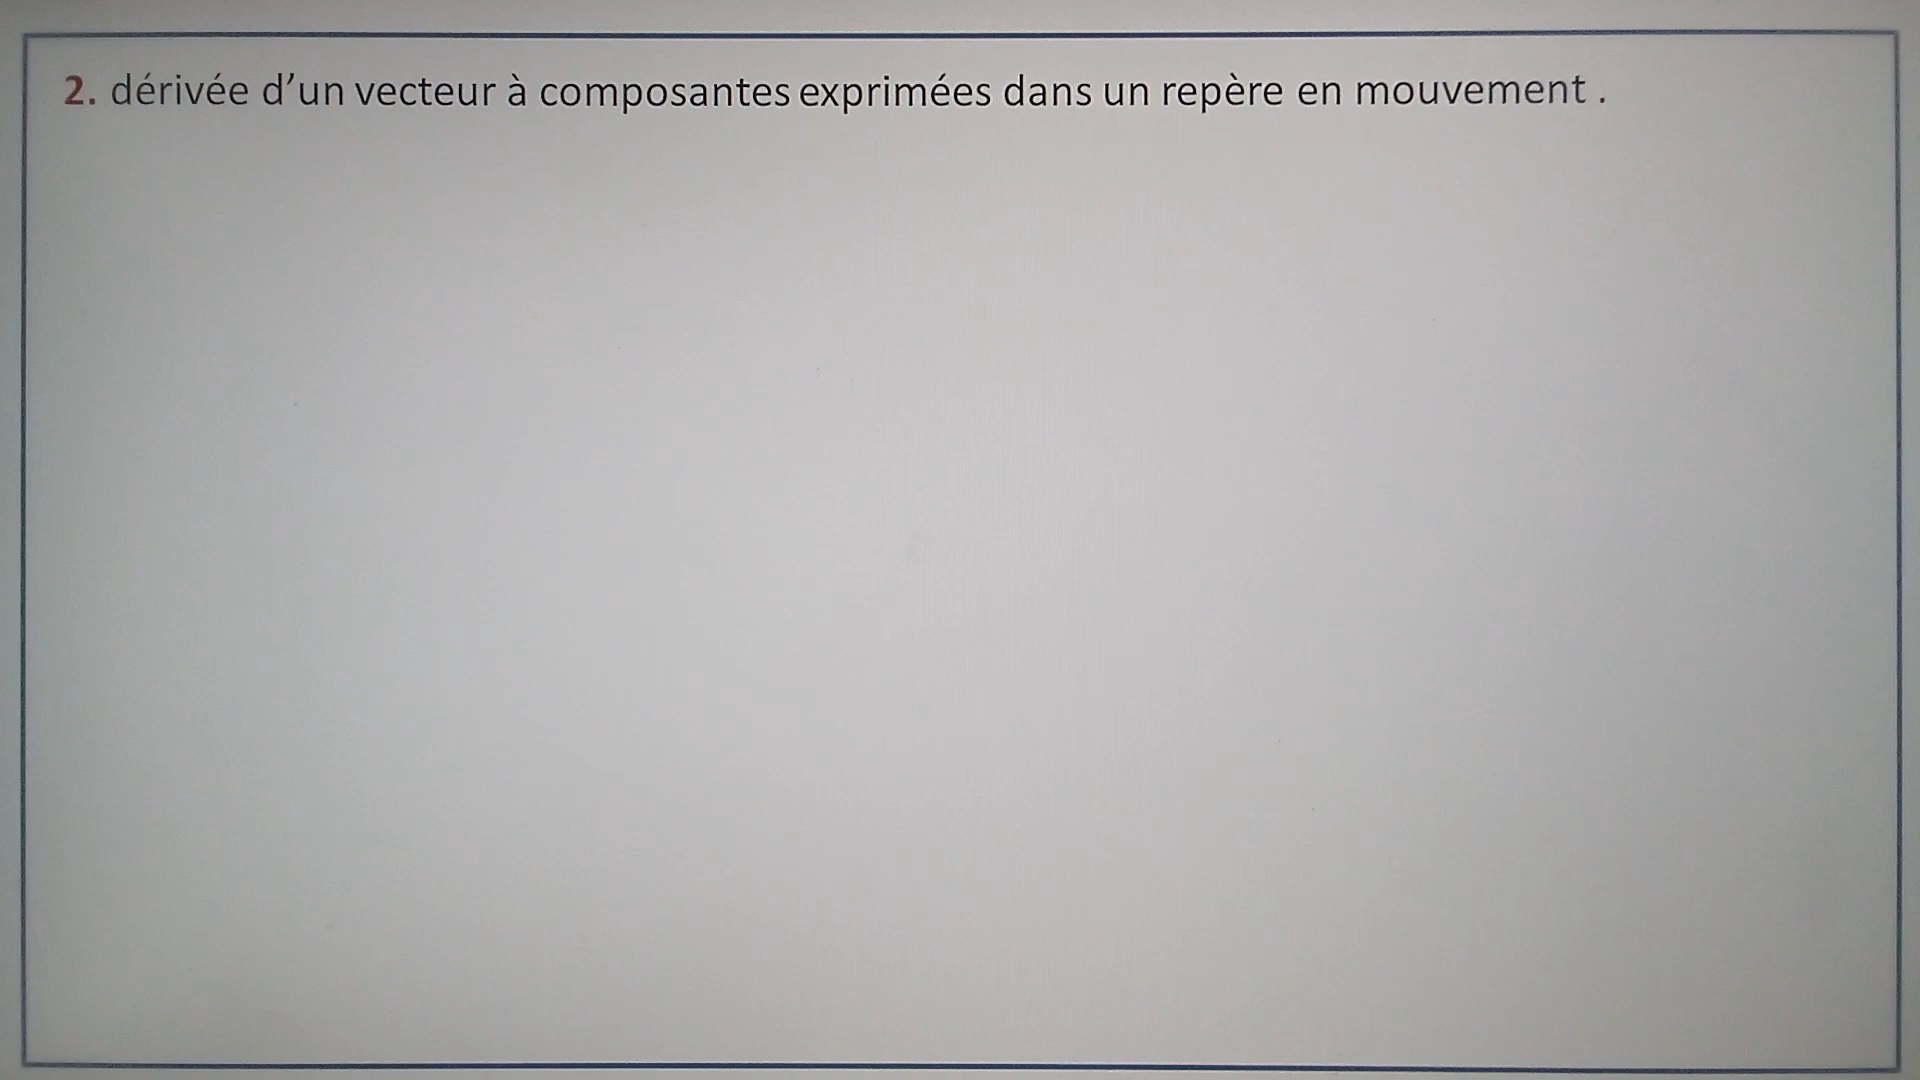 2. dérivée d’un vecteur à composantes exprimées dans un repère en mouvement .